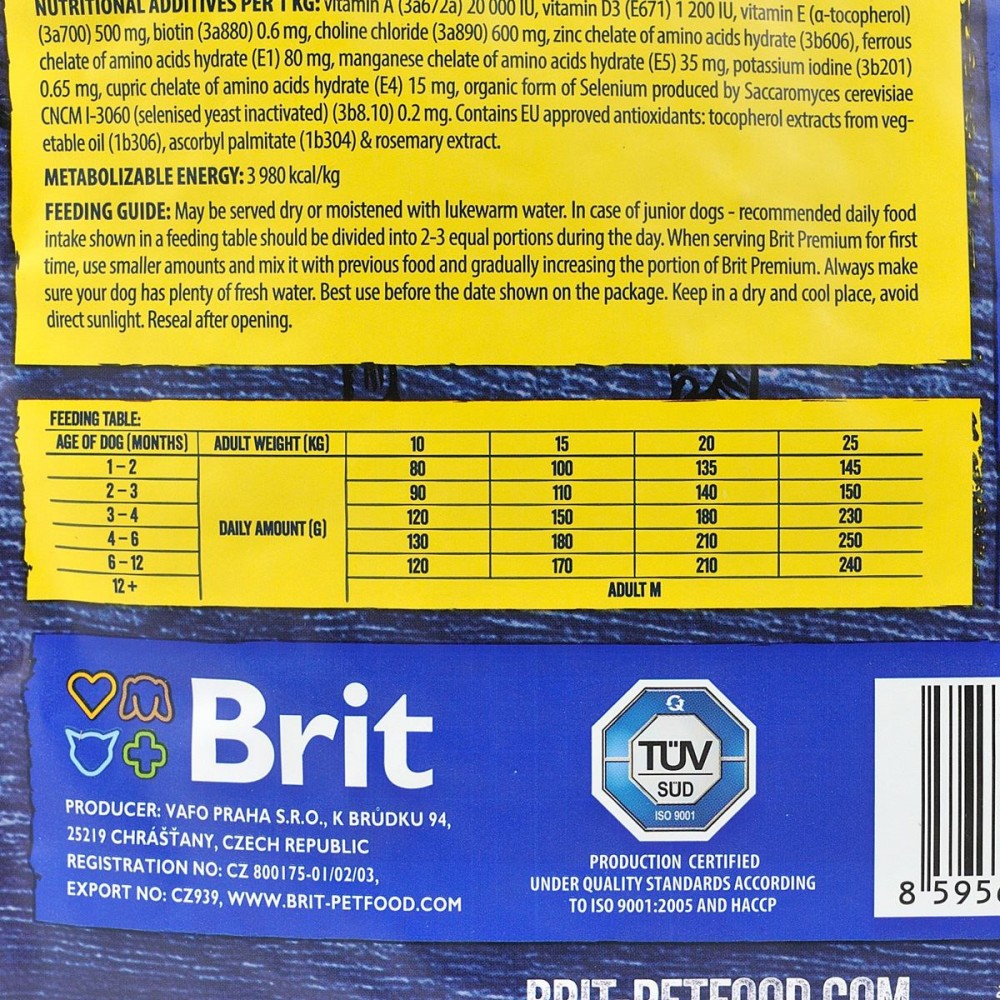 NUTRITIONAL ADDITIVES PER 1 KG: vitamin A (3a672a) 20 000 IU, vitamin D3 (E671) 1 200 IU, vitamin E (α-tocopherol)
(3a700) 500 mg, biotin (3a880) 0.6 mg, choline chloride (3a890) 600 mg, zinc chelate of amino acids hydrate (3b606), ferrous
chelate of amino acids hydrate (E1) 80 mg, manganese chelate of amino acids hydrate (E5) 35 mg, potassium iodine (3b201)
0.65 mg, cupric chelate of amino acids hydrate (E4) 15 mg, organic form of Selenium produced by Saccaromyces cerevisiae
CNCM I-3060 (selenised yeast inactivated) (3b8.10) 0.2 mg. Contains EU approved antioxidants: tocopherol extracts from veg-
etable oil (1b306), ascorbyl palmitate (1b304) & rosemary extract.
METABOLIZABLE ENERGY: 3 980 kcal/kg
FEEDING GUIDE: May be served dry or moistened with lukewarm water. In case of junior dogs - recommended daily food
intake shown in a feeding table should be divided into 2-3 equal portions during the day. When serving Brit Premium for first
time, use smaller amounts and mix it with previous food and gradually increasing the portion of Brit Premium. Always make
sure your dog has plenty of fresh water. Best use before the date shown on the package. Keep in a dry and cool place, avoid
direct sunlight. Reseal after opening.
FEEDING TABLE:
AGE OF DOG (MONTHS) ADULT WEIGHT (KG) 10 15 20 25
1-2 80 100 135 145
2-3 90 110 140 150
3-4 120 150 180 230
DAILY AMOUNT (G)
4-6 130 180 210 250
6-12 120 170 210 240
12+ ADULT M
Brit
PRODUCER: VAFO PRAHA S.R.O., K BRŮDKU 94,
25219 CHRÁŠŤANY, CZECH REPUBLIC
REGISTRATION NO: CZ 800175-01/02/03,
EXPORT NO: CZ939, WWW.BRIT-PETFOOD.COM
TÜV
SÜD
ISO 9001
PRODUCTION CERTIFIED
UNDER QUALITY STANDARDS ACCORDING
TO ISO 9001:2005 AND HACCP
8 595
BRIT-PETFOOD.COM